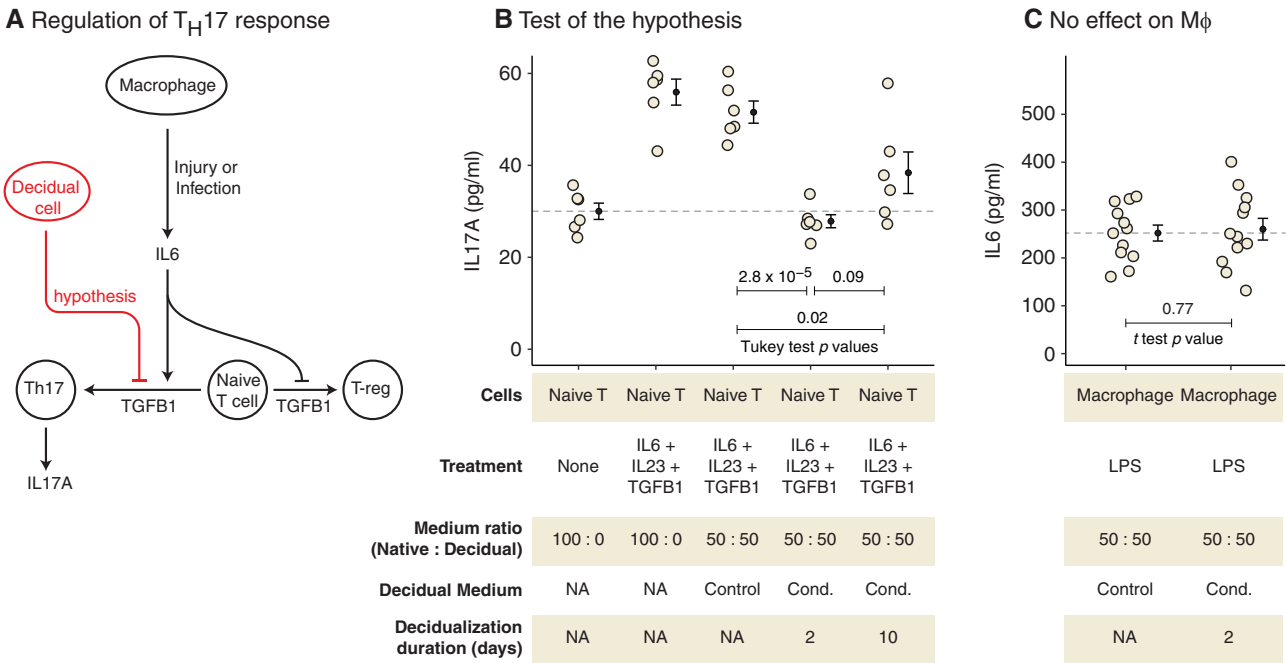 A Regulation of TH17 response
Macrophage
Injury or
Infection
Decidual
cell
IL6
hypothesis
Th17
Naive
T cell
T-reg
TGFB1
TGFB1
IL17A
B Test of the hypothesis
IL17A (pg/ml)
60
40
20
0
2.8 x 10−5
0.09
0.02
Tukey test p values
Cells Naive T Naive T Naive T Naive T Naive T
IL6 + IL6 + IL6 + IL6 +
Treatment None IL23 + IL23 + IL23 + IL23 +
TGFB1 TGFB1 TGFB1 TGFB1
Medium ratio
(Native : Decidual) 100 : 0 100 : 0 50 : 50 50 : 50 50 : 50
Decidual Medium NA NA Control Cond. Cond.
Decidualization
duration (days) NA NA NA 2 10
C No effect on Mϕ
IL6 (pg/ml)
500
400
300
200
100
0
0.77
t test p value
Macrophage Macrophage
LPS LPS
50 : 50 50 : 50
Control Cond.
NA 2